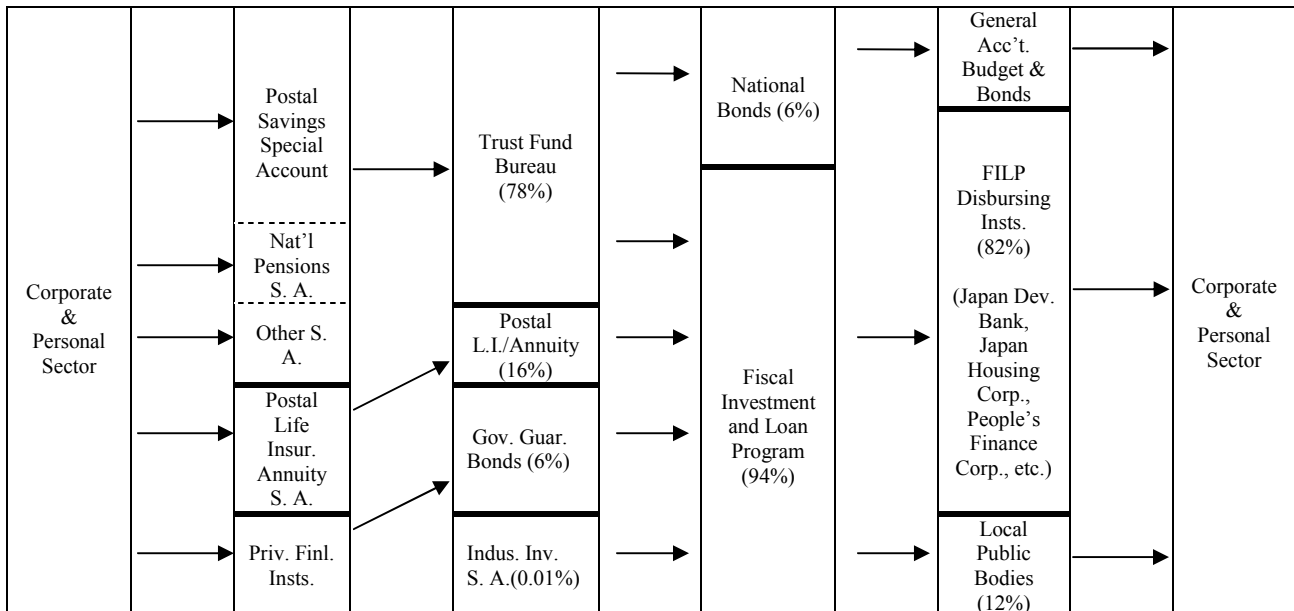 Corporate
&
Personal
Sector
Postal
Savings
Special
Account
Nat’l
Pensions
S. A.
Other S.
A.
Postal
Life
Insur.
Annuity
S. A.
Priv. Finl.
Insts.
Trust Fund
Bureau
(78%)
Postal
L.I./Annuity
(16%)
Gov. Guar.
Bonds (6%)
Indus. Inv.
S. A.(0.01%)
National
Bonds (6%)
Fiscal
Investment
and Loan
Program
(94%)
General
Acc’t.
Budget &
Bonds
FILP
Disbursing
Insts.
(82%)
(Japan Dev.
Bank,
Japan
Housing
Corp.,
People’s
Finance
Corp., etc.)
Local
Public
Bodies
(12%)
Corporate
&
Personal
Sector